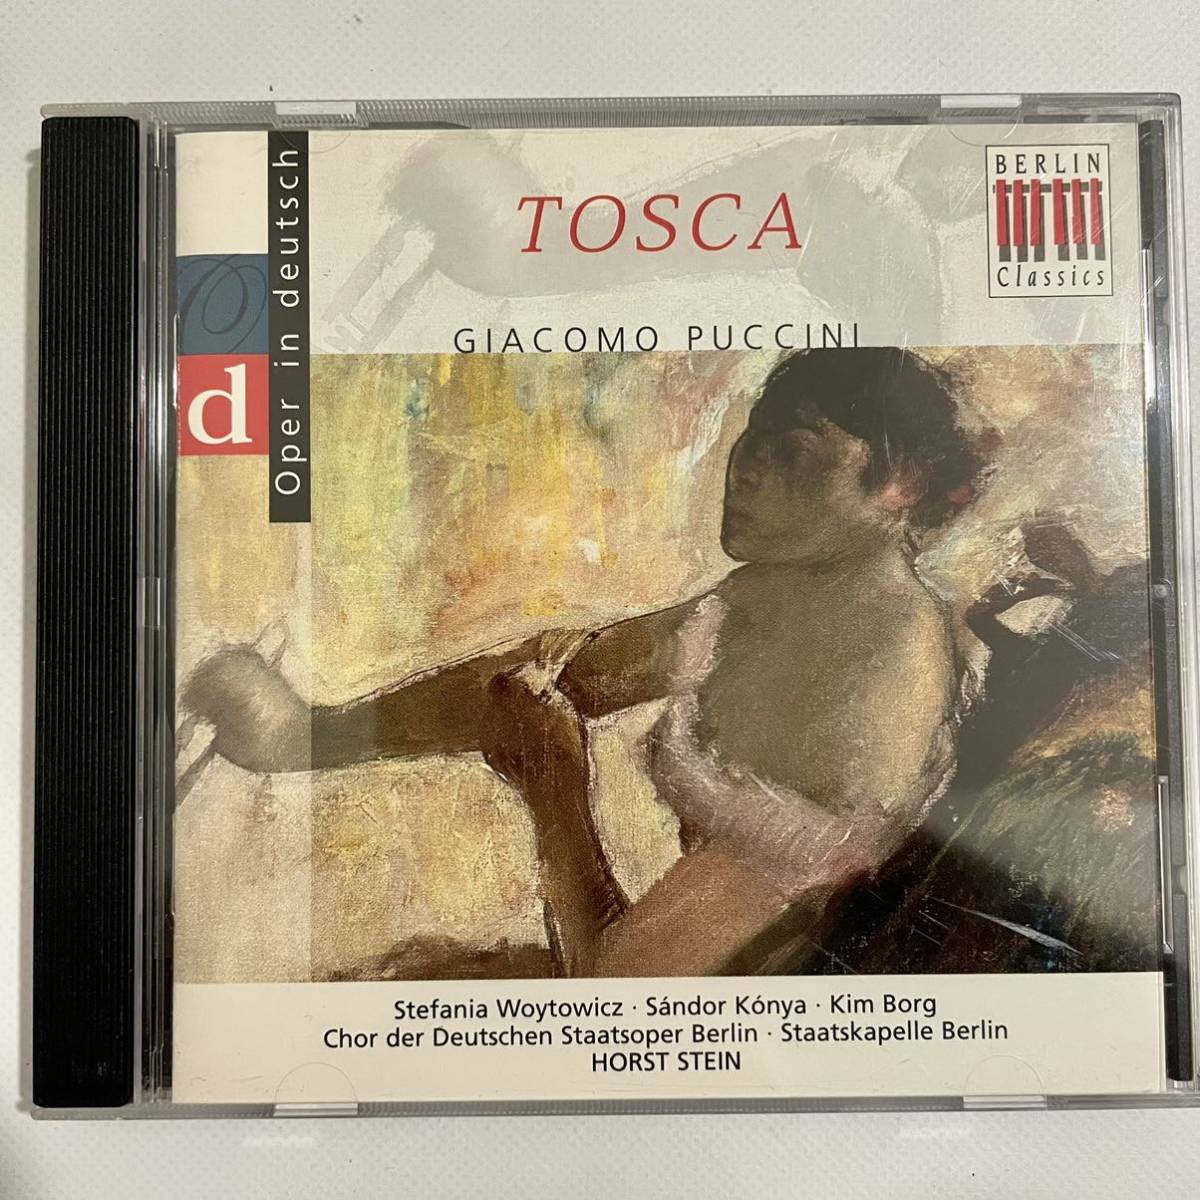 Oper in deutsch
O
d
TOSCA
GIACOMO PUCCINI
BERLIN
Classics
Stefania Woytowicz · Sándor Kónya · Kim Borg
Chor der Deutschen Staatsoper Berlin · Staatskapelle Berlin
HORST STEIN